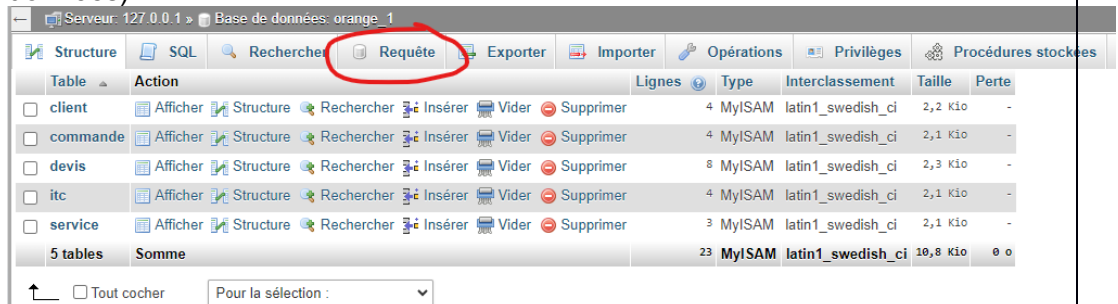 Serveur: 127.0.0.1 » Base de données: orange_1
Structure SQL Rechercher Requête Exporter Importer Opérations Privilèges Procédures stockées
Table Action Lignes Type Interclassement Taille Perte
client Afficher Structure Rechercher Insérer Vider Supprimer 4 MyISAM latin1_swedish_ci 2,2 Kio -
commande Afficher Structure Rechercher Insérer Vider Supprimer 4 MyISAM latin1_swedish_ci 2,1 Kio -
devis Afficher Structure Rechercher Insérer Vider Supprimer 8 MyISAM latin1_swedish_ci 2,3 Kio -
itc Afficher Structure Rechercher Insérer Vider Supprimer 4 MyISAM latin1_swedish_ci 2,1 Kio -
service Afficher Structure Rechercher Insérer Vider Supprimer 3 MyISAM latin1_swedish_ci 2,1 Kio -
5 tables Somme 23 MyISAM latin1_swedish_ci 10,8 Kio 0 o
Tout cocher Pour la sélection :